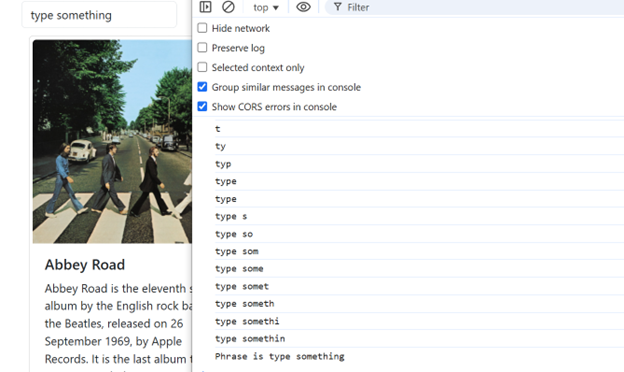 type something
top
Filter
Hide network
Preserve log
Selected context only
Group similar messages in console
Show CORS errors in console
t
ty
typ
type
type
type s
type so
type som
type some
type somet
type someth
type somethi
type somethin
Phrase is type something
Abbey Road
Abbey Road is the eleventh s
album by the English rock ba
the Beatles, released on 26
September 1969, by Apple
Records. It is the last album t